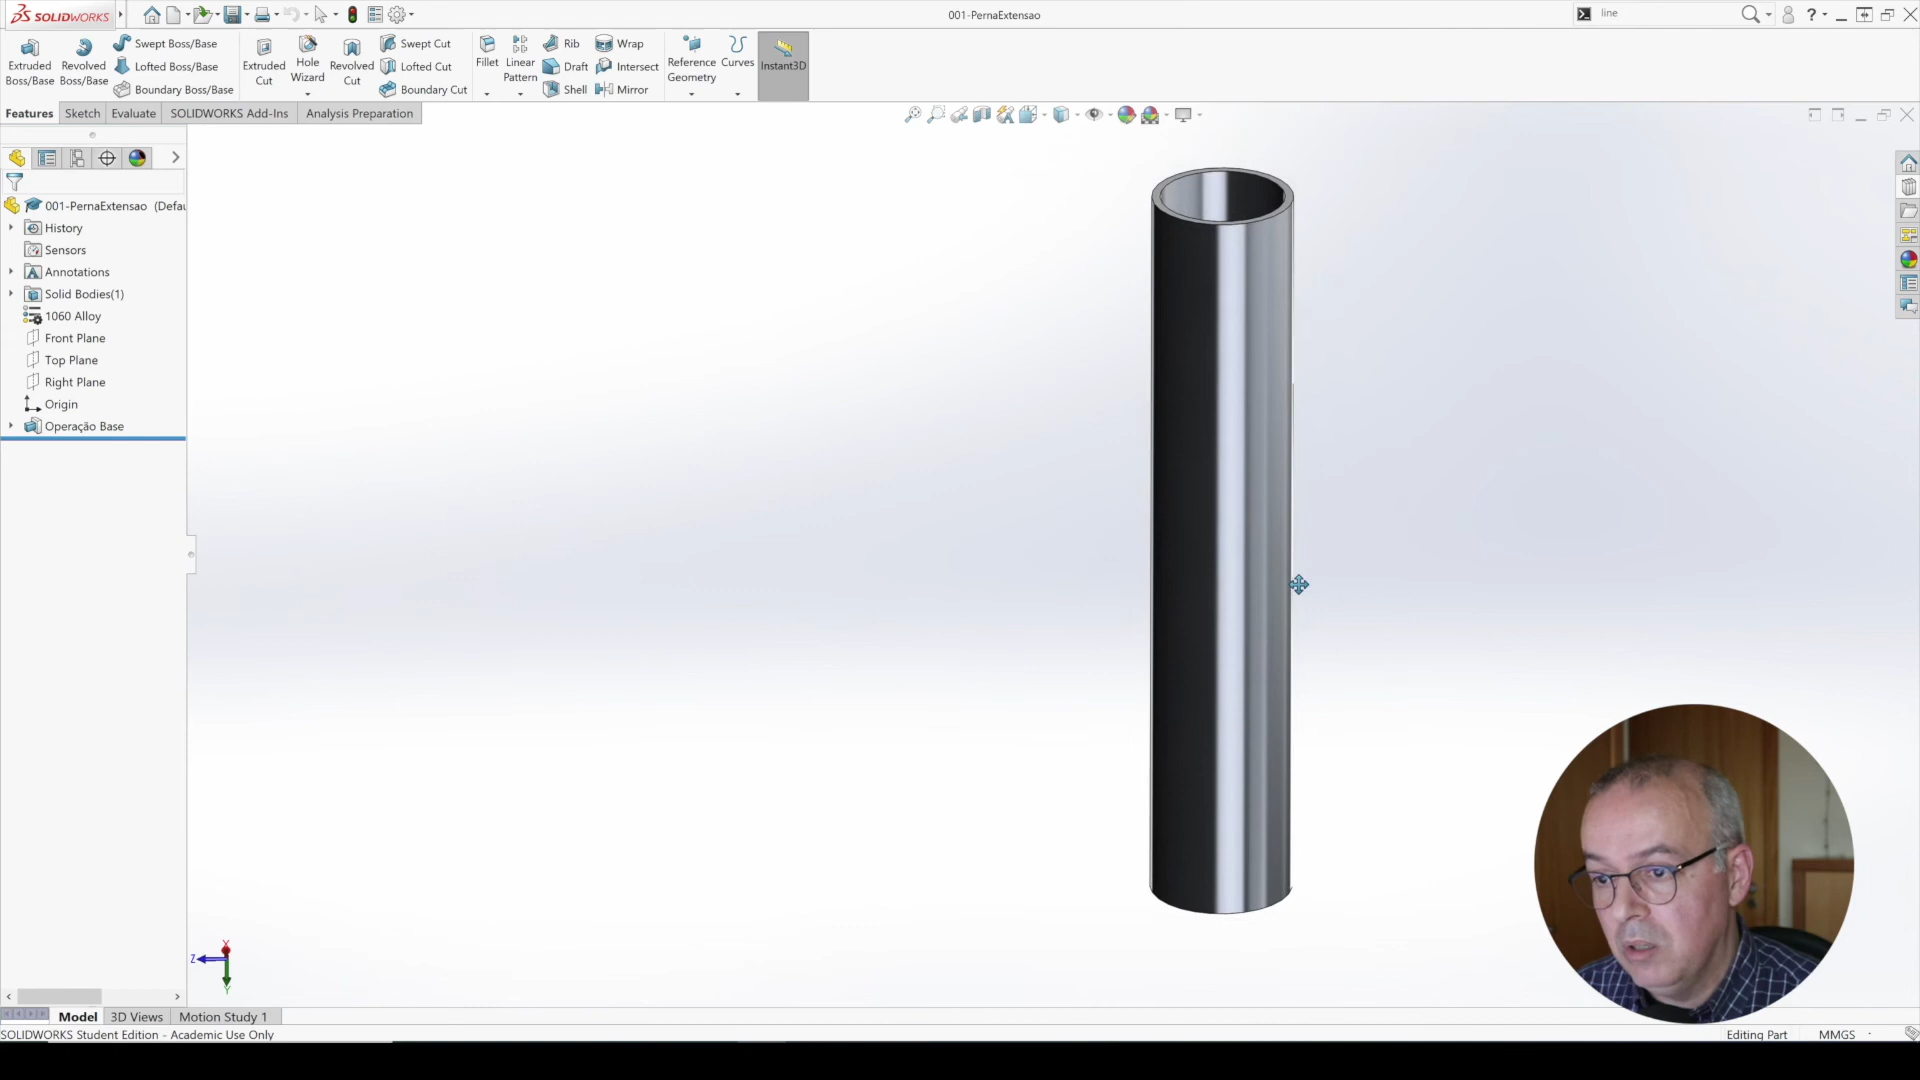 SOLIDWORKS
001-PernaExtensao
line
?
Extruded Boss/Base
Revolved Boss/Base
Swept Boss/Base
Lofted Boss/Base
Boundary Boss/Base
Extruded Cut
Hole Wizard
Revolved Cut
Swept Cut
Lofted Cut
Boundary Cut
Fillet
Linear Pattern
Rib
Draft
Shell
Wrap
Intersect
Mirror
Reference Geometry
Curves
Instant3D
Features
Sketch
Evaluate
SOLIDWORKS Add-Ins
Analysis Preparation
001-PernaExtensao (Defau
History
Sensors
Annotations
Solid Bodies(1)
1060 Alloy
Front Plane
Top Plane
Right Plane
Origin
Operação Base
X
Z
Y
Model
3D Views
Motion Study 1
SOLIDWORKS Student Edition - Academic Use Only
Editing Part
MMGS